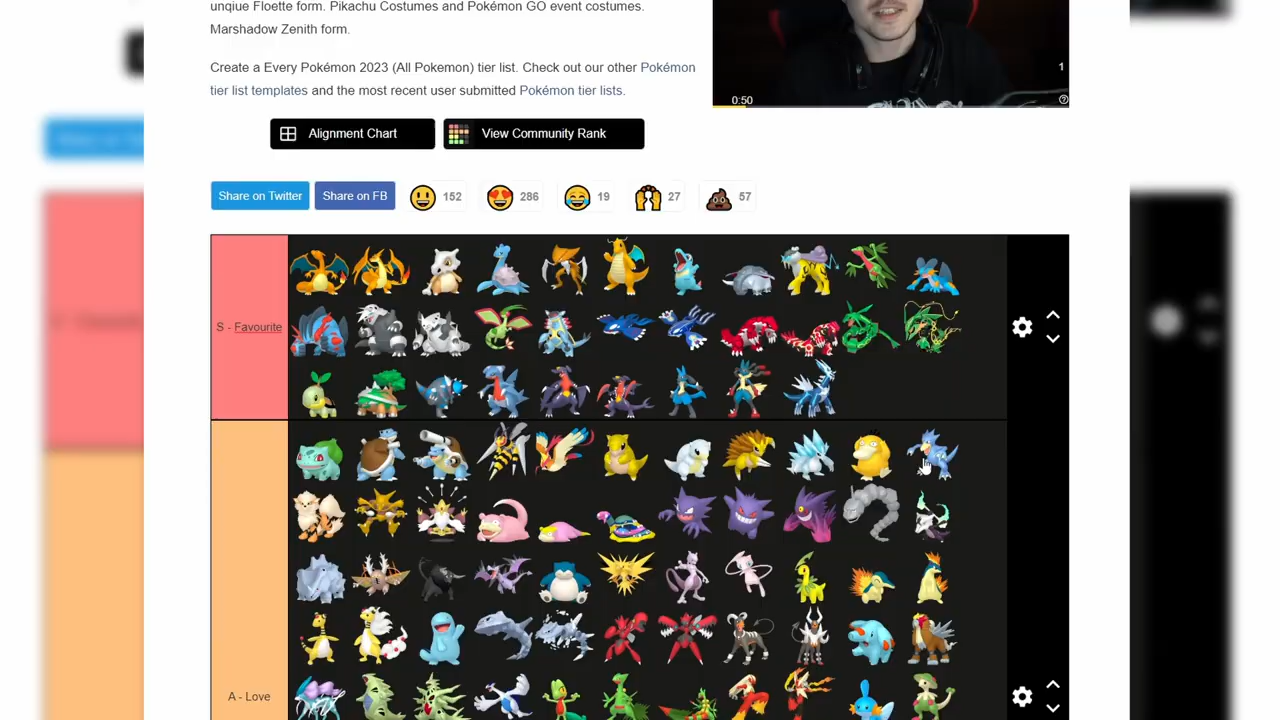 unqiue Floette form. Pikachu Costumes and Pokémon GO event costumes.
Marshadow Zenith form.
Create a Every Pokémon 2023 (All Pokemon) tier list. Check out our other Pokémon
tier list templates and the most recent user submitted Pokémon tier lists.
1
0:50
Alignment Chart
View Community Rank
Share on Twitter
Share on FB
152
286
19
27
57
S - Favourite
A - Love